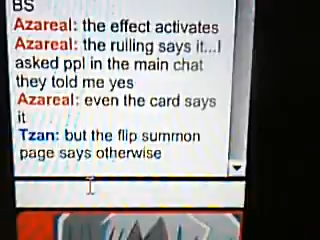 BS
Azareal: the effect activates
Azareal: the rulling says it...I
asked ppl in the main chat
they told me yes
Azareal: even the card says
it
Tzan: but the flip summon
page says otherwise